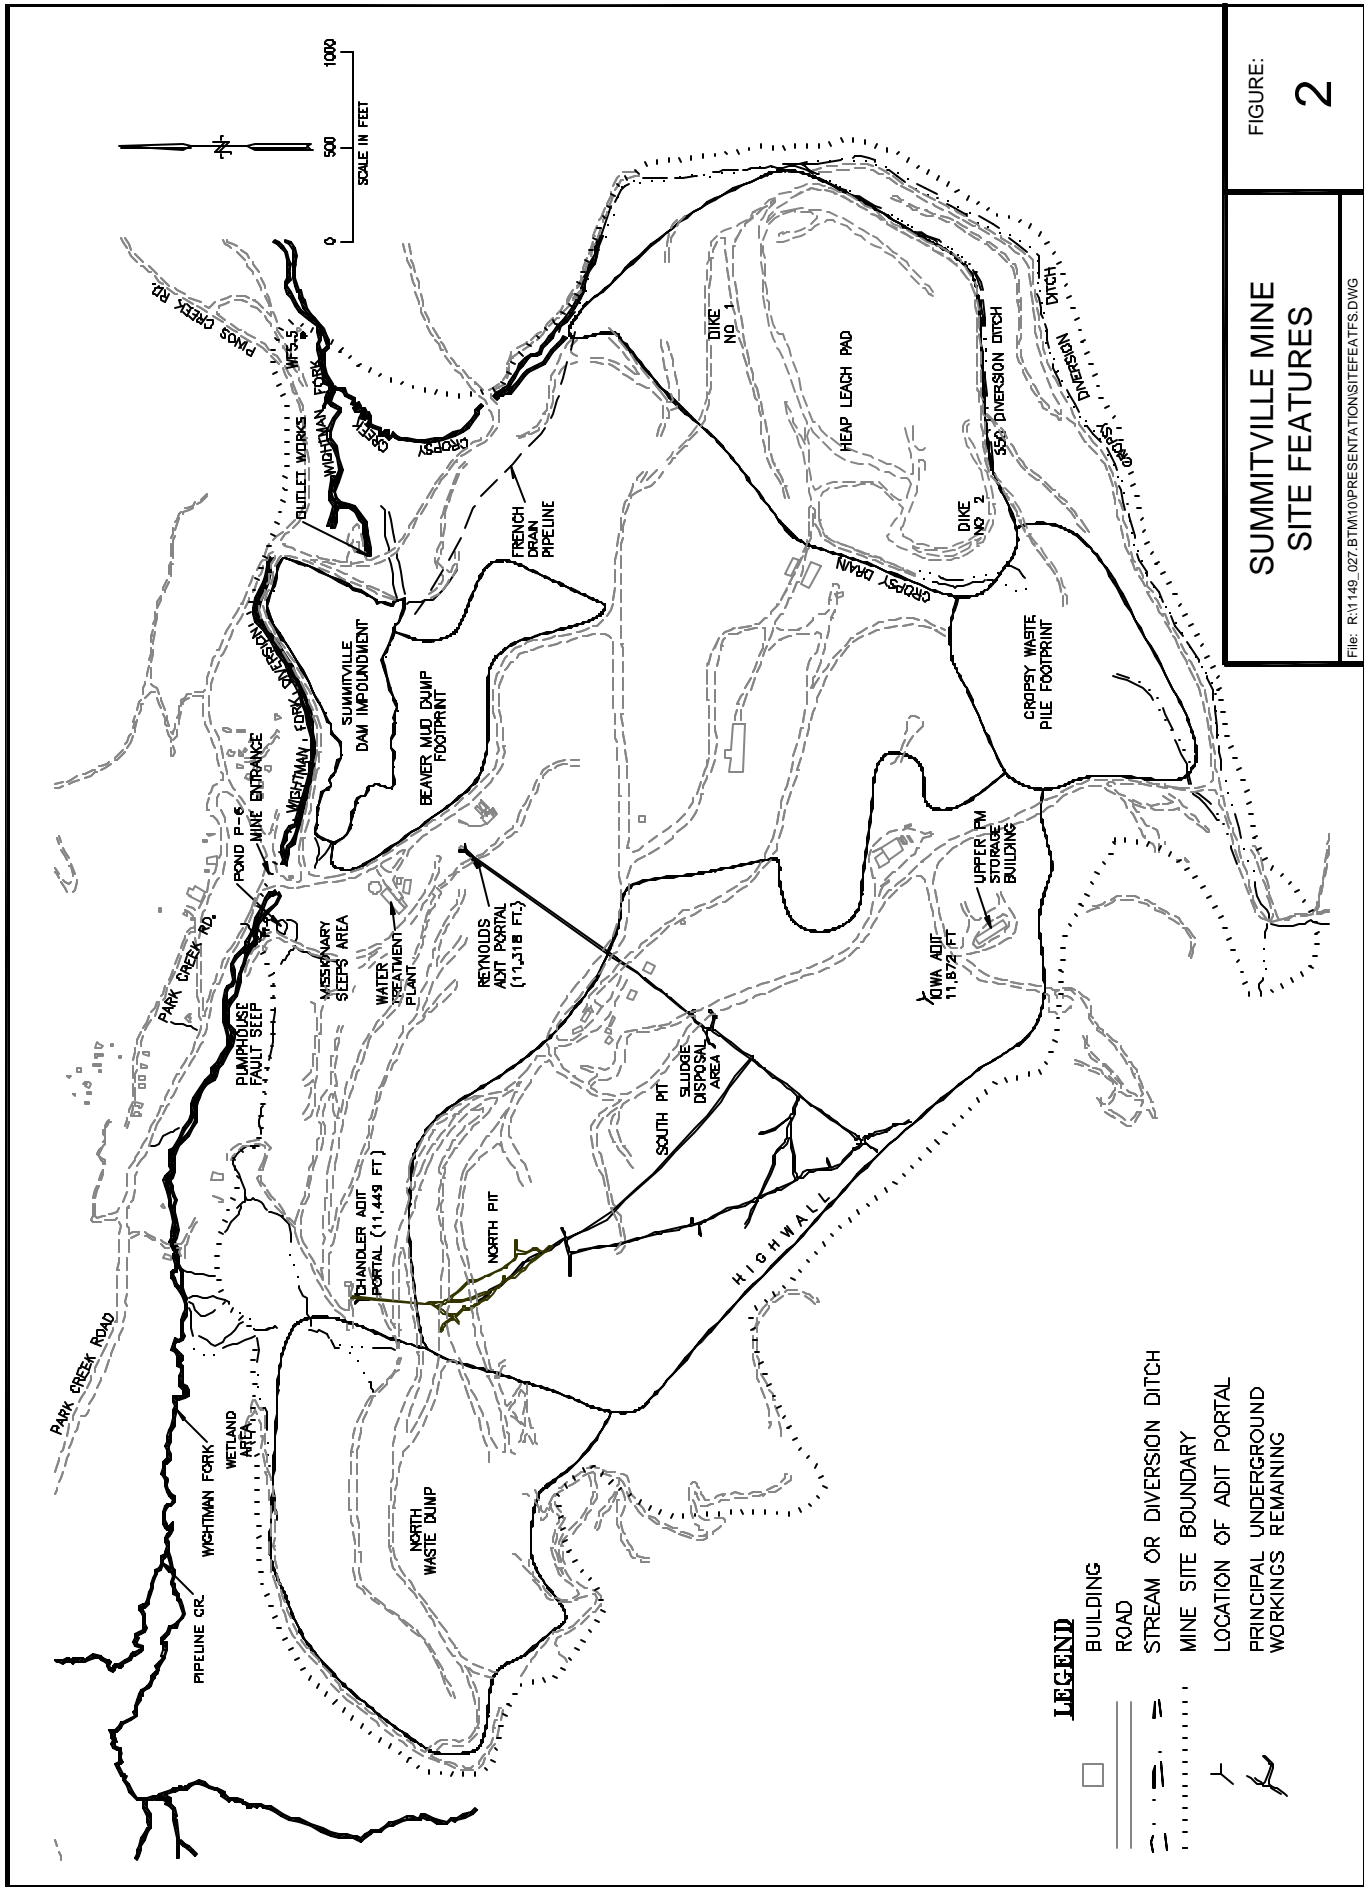 PARK CREEK ROAD
PIPELINE CR.
WIGHTMAN FORK
WETLAND
AREA
NORTH
WASTE DUMP
CHANDLER ADIT
PORTAL (11,449 FT)
NORTH PIT
HIGHWALL
SOUTH PIT
SLUDGE
DISPOSAL
AREA
PARK CREEK RD.
PUMPHOUSE
FAULT SEEP
POND P-6
MINE ENTRANCE
MISSIONARY
SEEPS AREA
WATER
TREATMENT
PLANT
REYNOLDS
ADIT PORTAL
(11,318 FT.)
IOWA ADIT
11,872 FT
UPPER PM
STORAGE
BUILDING
WIGHTMAN FORK DIVERSION
SUMMITVILLE
DAM IMPOUNDMENT
BEAVER MUD DUMP
FOOTPRINT
CROPSY WASTE
PILE FOOTPRINT
OUTLET WORKS
WIGHTMAN FORK
WF5.5
PINOS CREEK RD.
CROPSY CREEK
FRENCH
DRAIN
PIPELINE
CROPSY DRAIN
DIKE
NO 1
HEAP LEACH PAD
DIKE
NO 2
550 DIVERSION DITCH
CROPSY DIVERSION DITCH
0 500 1000
SCALE IN FEET
N
LEGEND
BUILDING
ROAD
STREAM OR DIVERSION DITCH
MINE SITE BOUNDARY
LOCATION OF ADIT PORTAL
PRINCIPAL UNDERGROUND
WORKINGS REMAINING
SUMMITVILLE MINE
SITE FEATURES
FIGURE:
2
File: R:\1149_027.BTM\10\PRESENTATION\SITEFEATFS.DWG